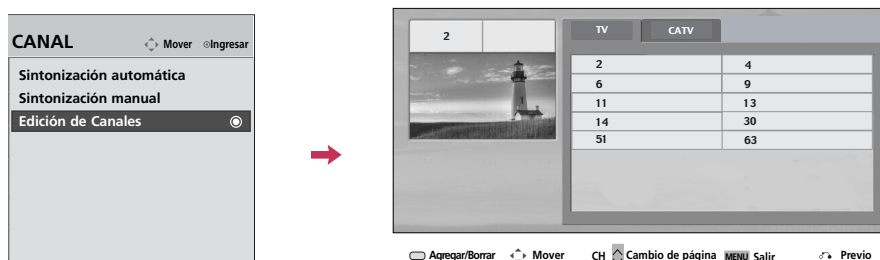 CANAL Mover Ingresar
Sintonización automática
Sintonización manual
Edición de Canales
2
TV CATV
2 4
6 9
11 13
14 30
51 63
Agregar/Borrar Mover CH Cambio de página MENU Salir Previo